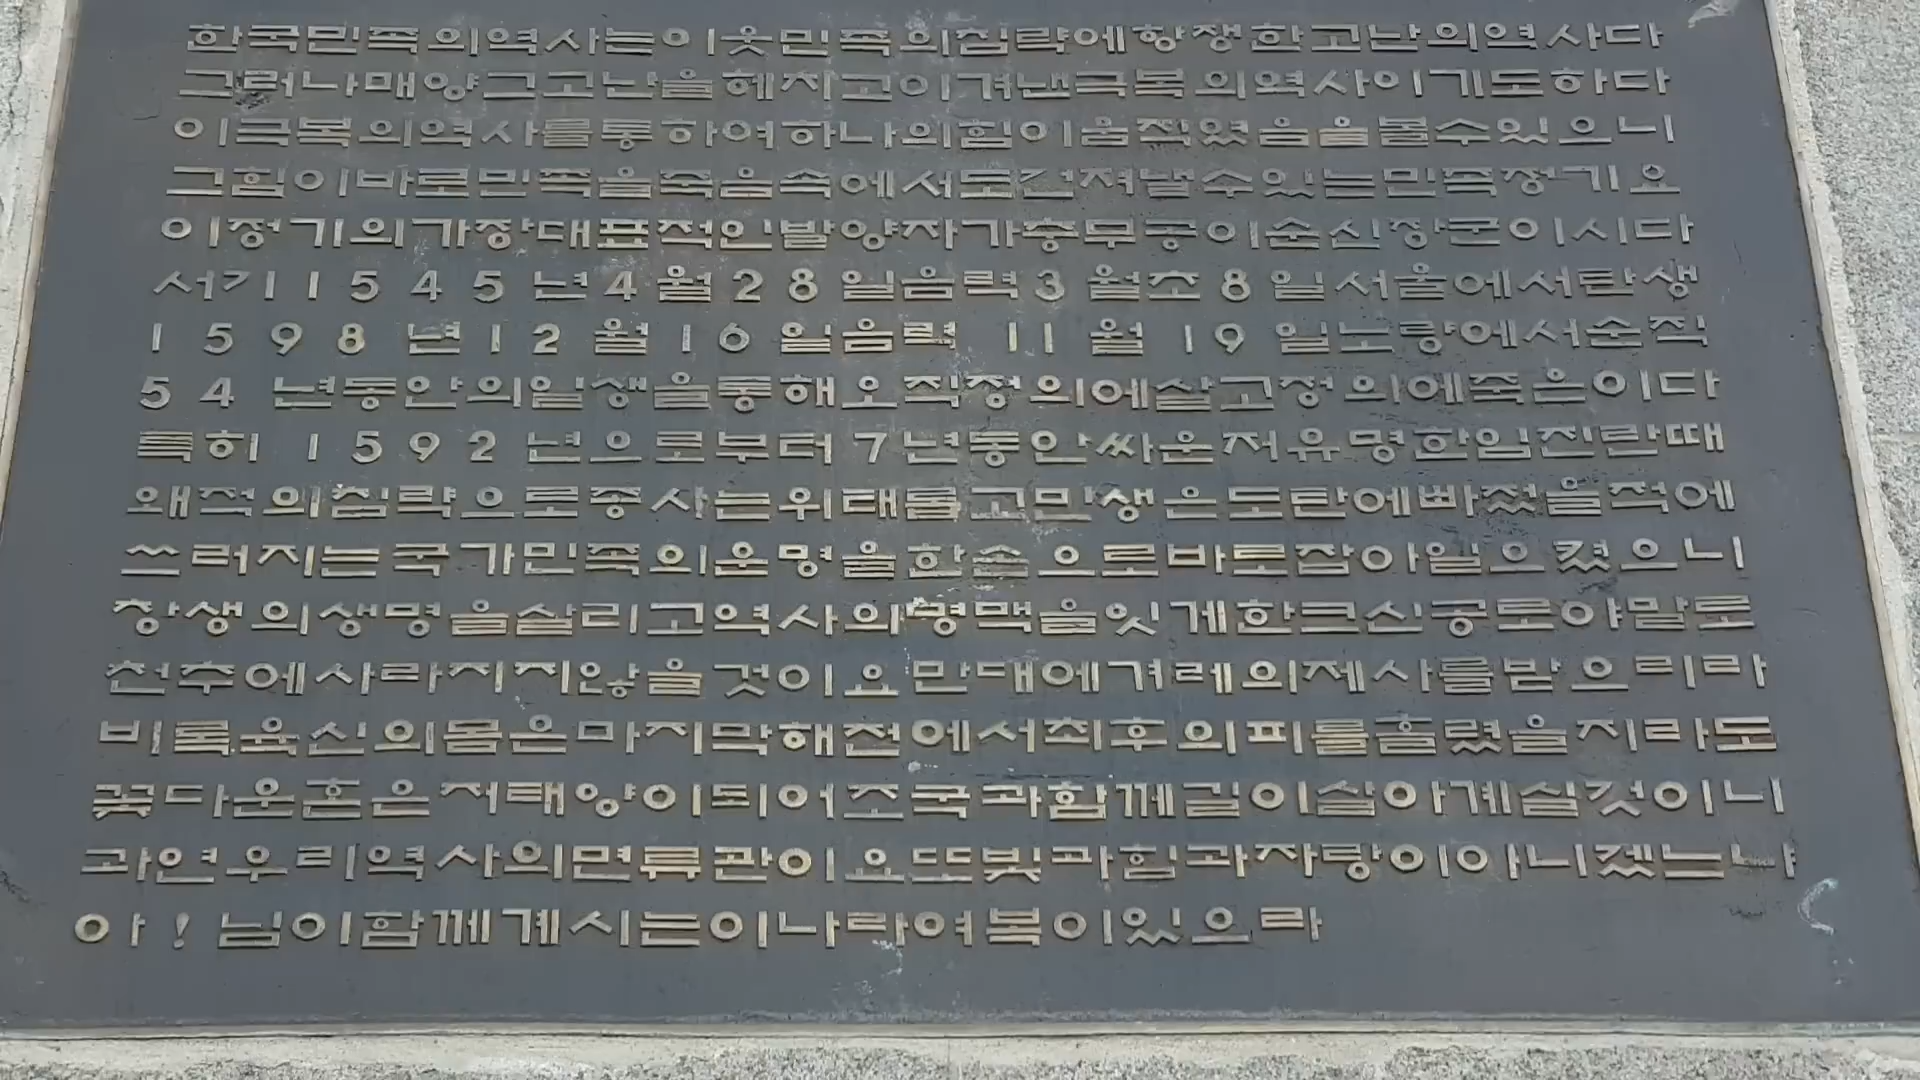 한국민족의역사는이웃민족의침략에항쟁한고난의역사다
그러나매양그고난을헤치고이겨낸극복의역사이기도하다
이극복의역사를통하여하나의힘이움직였음을볼수있으니
그힘이바로민족을죽음속에서도건져낼수있는민족정기요
이정기의가장대표적인발양자가충무공이순신장군이시다
서기1545년4월28일음력3월초8일서울에서탄생
1598년12월16일음력11월19일노량에서순직
54년동안의일생을통해오직정의에살고정의에죽은이다
특히1592년으로부터7년동안싸운저유명한임진란때
왜적의침략으로종사는위태롭고만생은도탄에빠졌을적에
쓰러지는국가민족의운명을한손으로바로잡아일으켰으니
창생의생명을살리고역사의명맥을잇게한크신공로야말로
천추에사라지지않을것이요만대에겨레의제사를받으리라
비록육신의몸은마지막해전에서최후의피를흘렸을지라도
꽃다운혼은저태양이되어조국과함께길이살아계실것이니
과연우리역사의면류관이요또빛과힘과자랑이아니겠느냐
아!님이함께계시는이나라여복이있으라